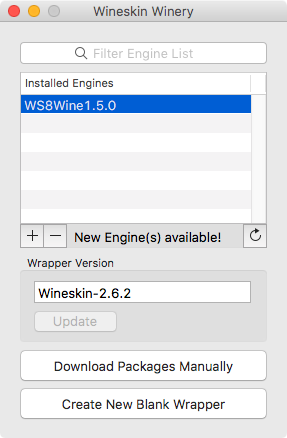 Wineskin Winery
Filter Engine List
Installed Engines
WS8Wine1.5.0
New Engine(s) available!
Wrapper Version
Wineskin-2.6.2
Update
Download Packages Manually
Create New Blank Wrapper